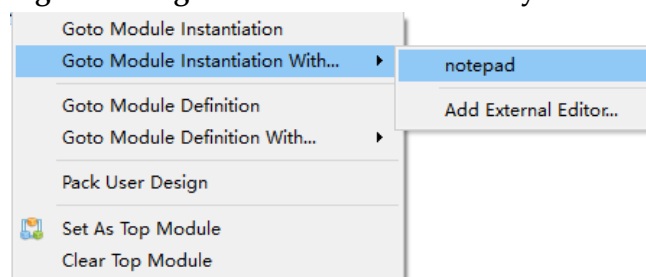 Goto Module Instantiation
Goto Module Instantiation With...
notepad
Add External Editor...
Goto Module Definition
Goto Module Definition With...
Pack User Design
Set As Top Module
Clear Top Module